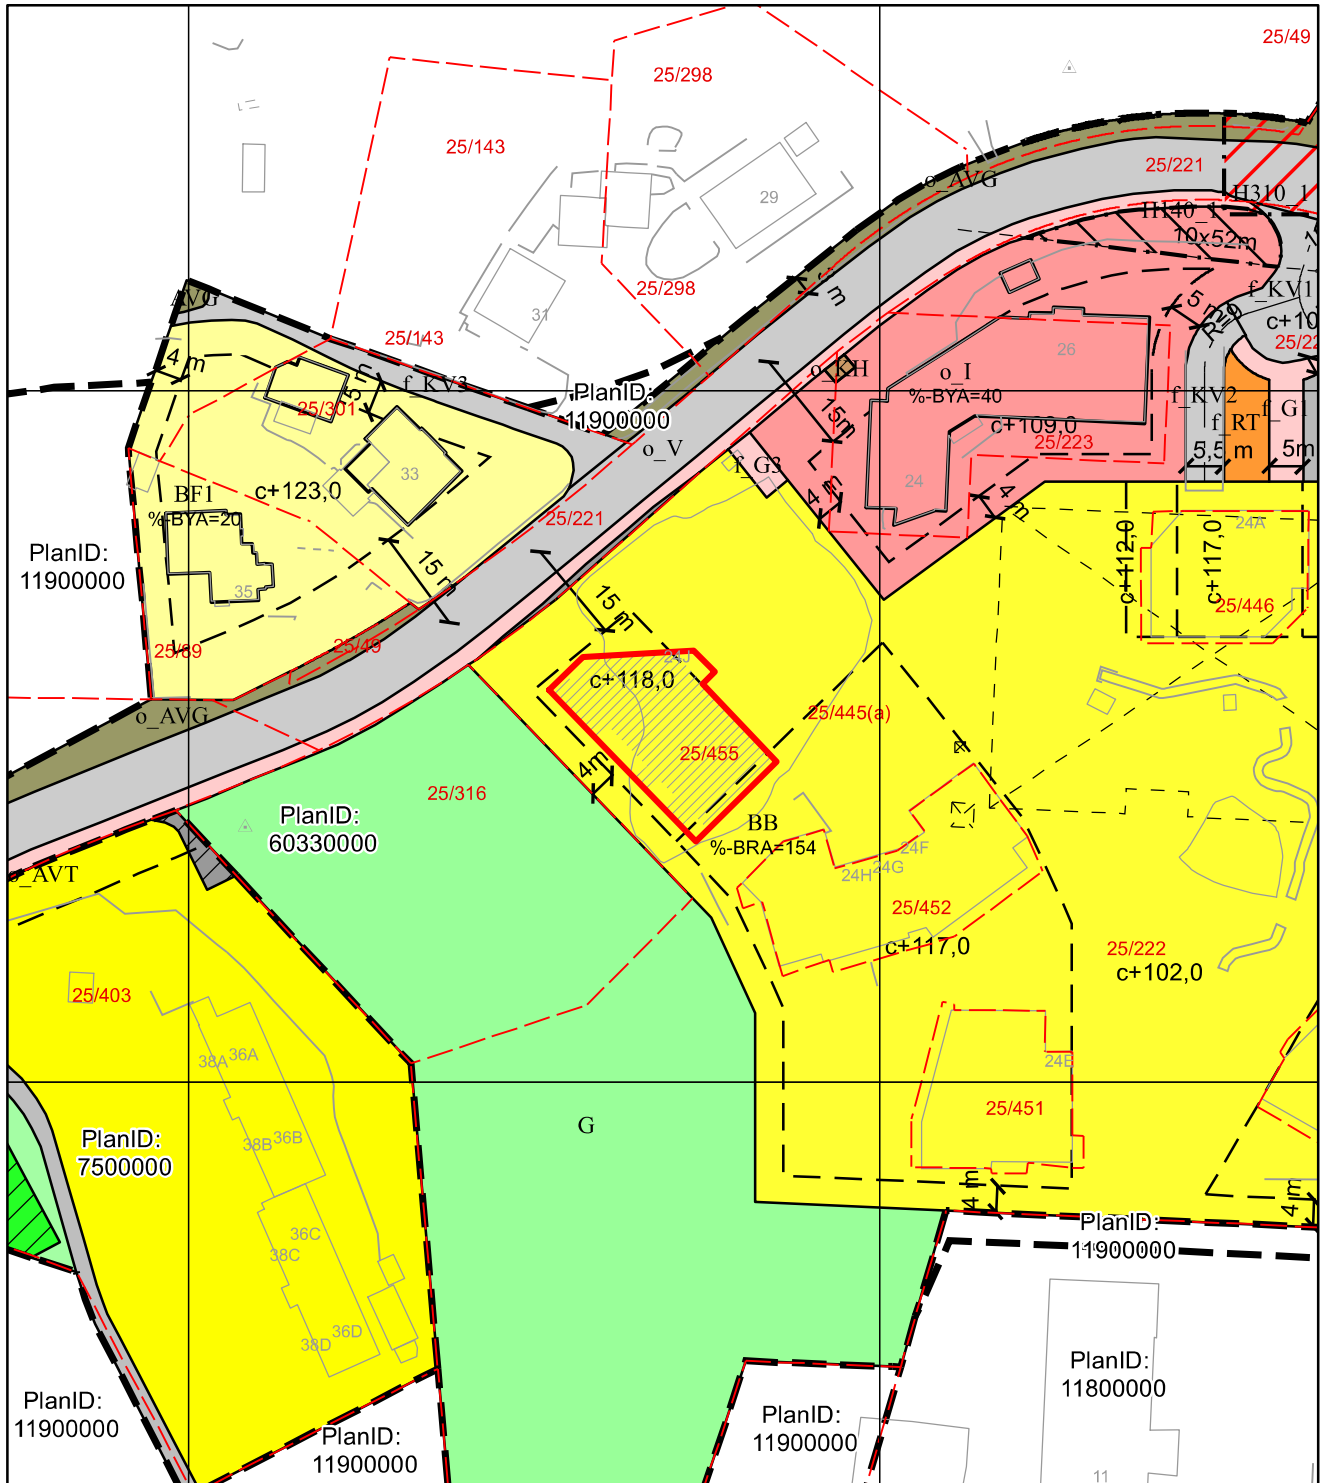 25/49
25/298
25/143
25/221
o_AVG
29
H310_1
H140_1
10x52m
25/298
AVG
31
f_KV1
5 m
25/143
m
c+10
4 m
o_KH
26
f_KV3
5 m
PlanID:
11900000
o_I
%-BYA=40
f_KV2
25/301
15m
c+109,0
25/223
f_RT
f_G1
o_V
5,5
m
5m
33
f_G3
24
BF1
c+123,0
4 m
4 m
%-BYA=20
25/221
24A
c+112,0
c+117,0
PlanID:
11900000
15 m
35
15 m
25/446
25/69
25/49
24J
c+118,0
o_AVG
25/445(a)
25/455
4m
25/316
PlanID:
60330000
BB
%-BRA=154
24F
24G
24H
o_AVT
25/452
c+117,0
25/222
c+102,0
25/403
36A
38A
24E
25/451
G
PlanID:
7500000
36B
38B
4 m
4 m
PlanID:
11900000
36C
38C
36D
38D
PlanID:
11800000
PlanID:
11900000
PlanID:
11900000
PlanID:
11900000
11